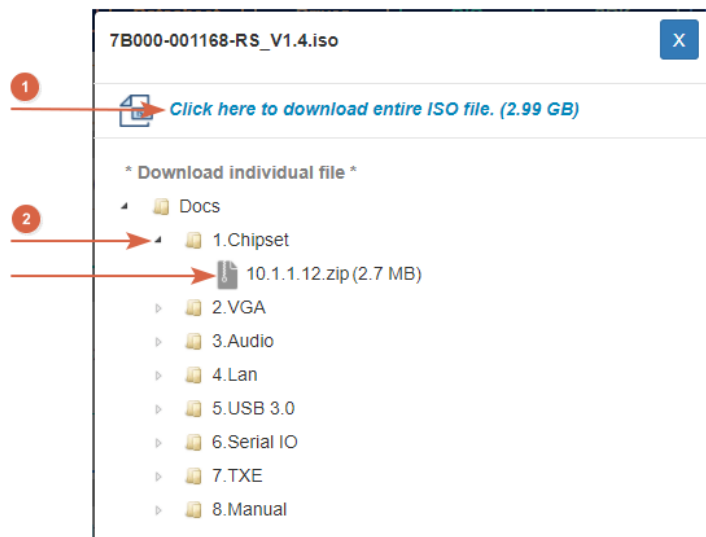 7B000-001168-RS_V1.4.iso
X
1
Click here to download entire ISO file. (2.99 GB)
* Download individual file *
Docs
2
1.Chipset
10.1.1.12.zip (2.7 MB)
2.VGA
3.Audio
4.Lan
5.USB 3.0
6.Serial IO
7.TXE
8.Manual